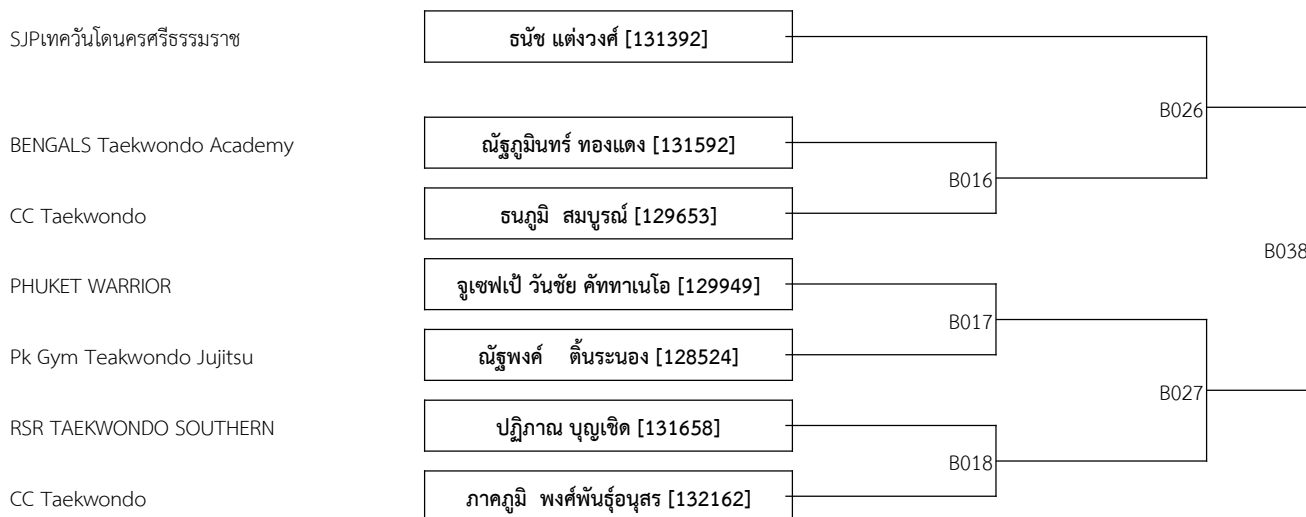 SJPเทควันโดนครศรีธรรมราช ธนัช แต่งวงศ์ [131392]
B026
BENGALS Taekwondo Academy ณัฐภูมินทร์ ทองแดง [131592]
B016
CC Taekwondo ธนภูมิ สมบูรณ์ [129653]
B038
PHUKET WARRIOR จูเซฟเป้ วันชัย คัททาเนโอ [129949]
B017
Pk Gym Teakwondo Jujitsu ณัฐพงค์ ติ้นระนอง [128524]
B027
RSR TAEKWONDO SOUTHERN ปฏิภาณ บุญเชิด [131658]
B018
CC Taekwondo ภาคภูมิ พงศ์พันธุ์อนุสร [132162]